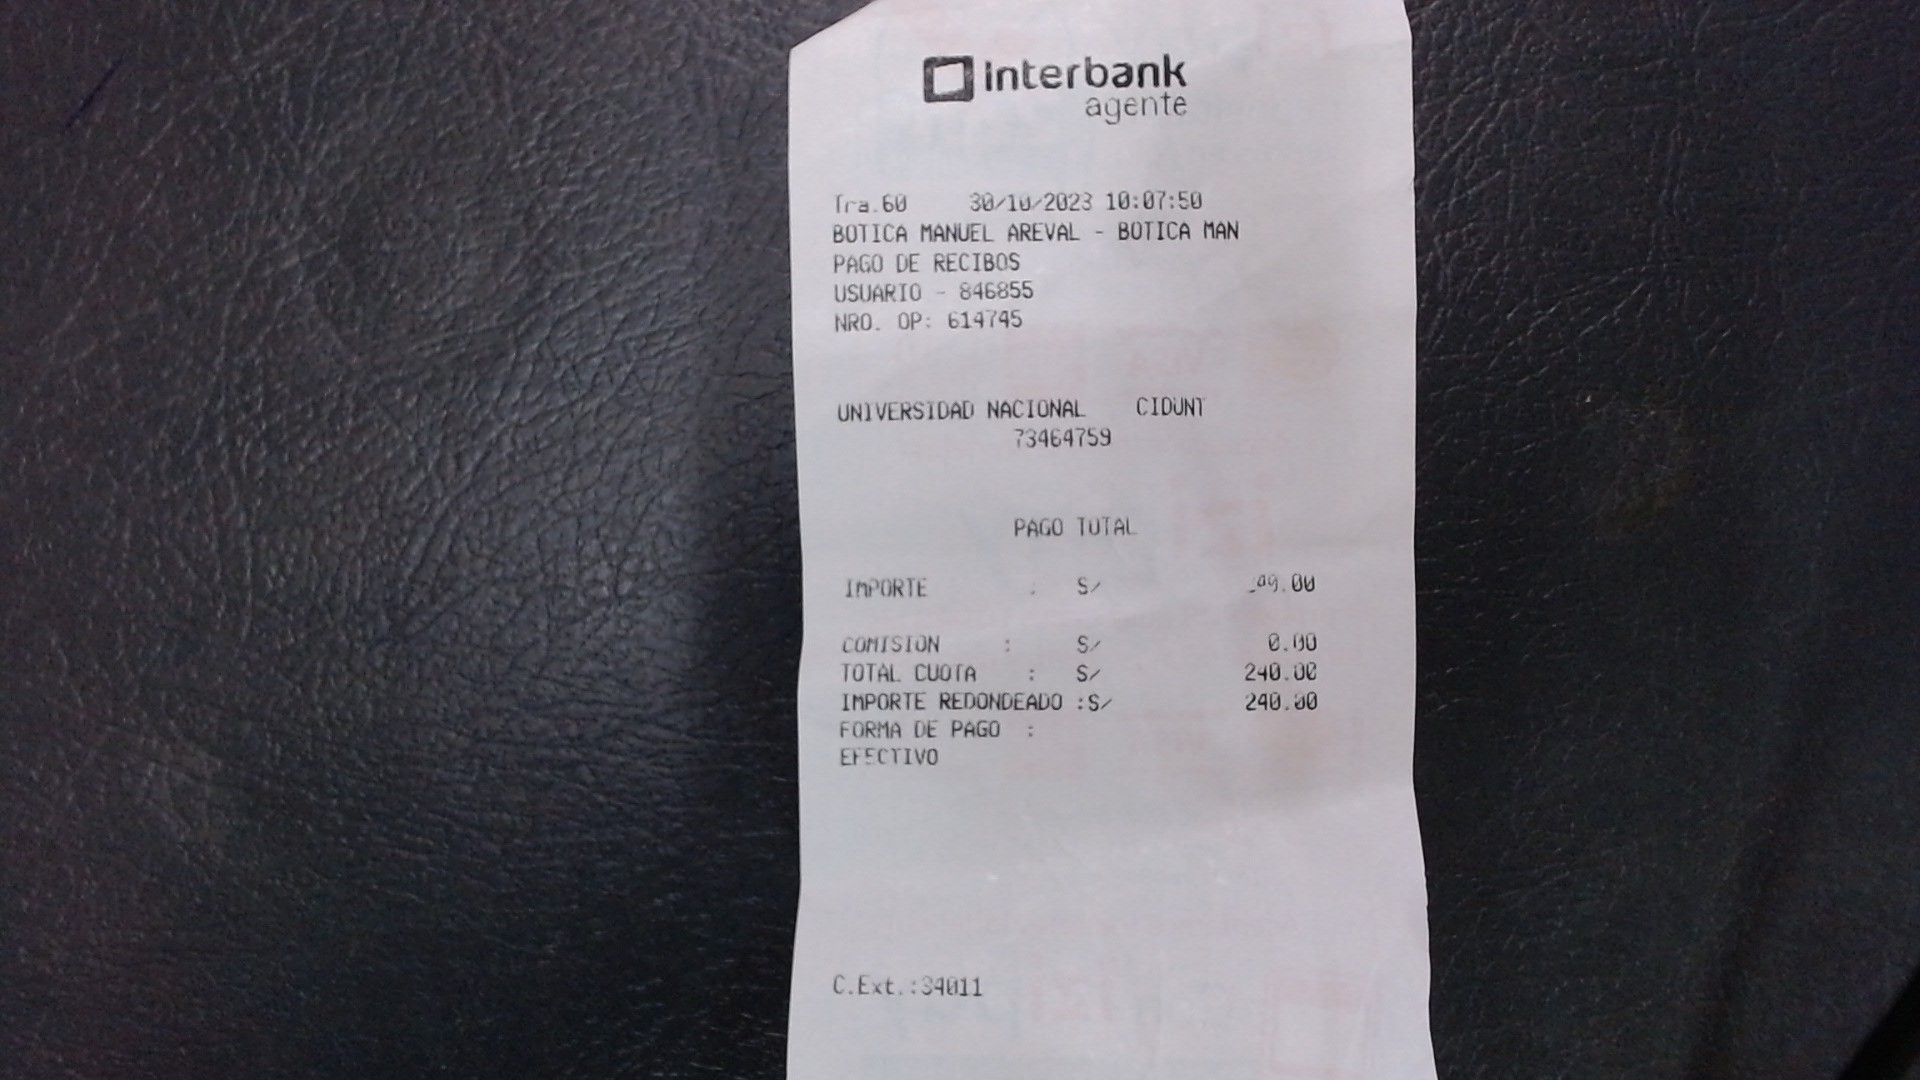 interbank
agente
Tra.60 30/10/2023 10:07:50
BOTICA MANUEL AREVAL - BOTICA MAN
PAGO DE RECIBOS
USUARIO - 846855
NRO. OP: 614745
UNIVERSIDAD NACIONAL CIDUNT
73464759
PAGO TOTAL
IMPORTE : S/
COMISION : S/ 0.00
TOTAL CUOTA : S/ 240.00
IMPORTE REDONDEADO :S/ 240.00
FORMA DE PAGO :
EFECTIVO
C.Ext.:34011